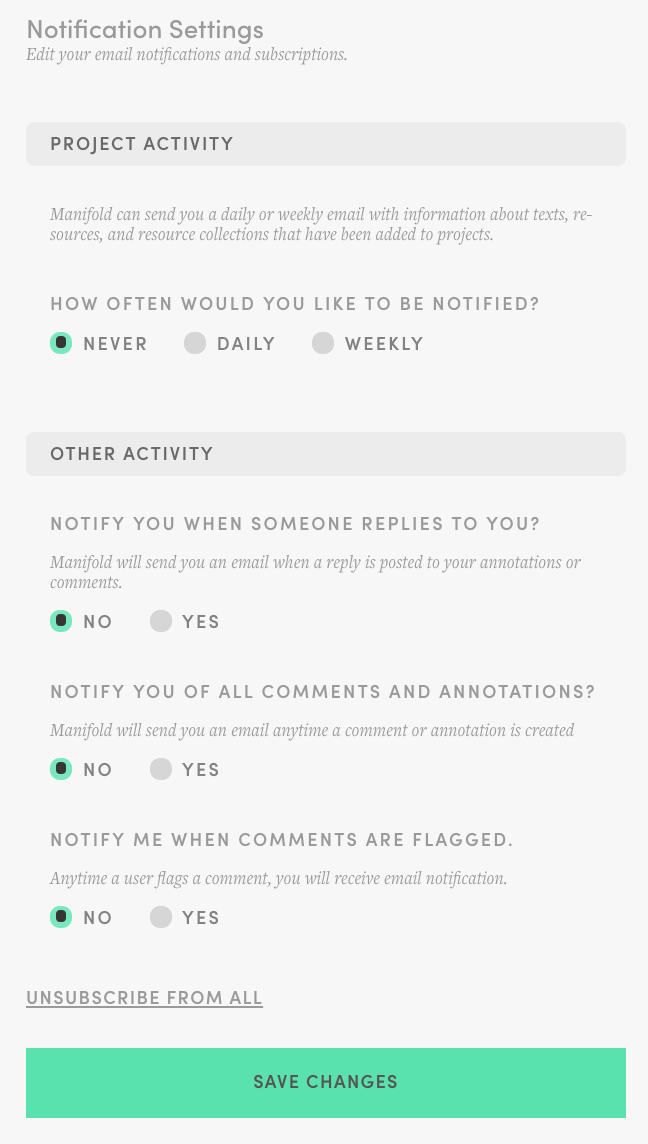 Notification Settings
Edit your email notifications and subscriptions.
PROJECT ACTIVITY
Manifold can send you a daily or weekly email with information about texts, re-
sources, and resource collections that have been added to projects.
HOW OFTEN WOULD YOU LIKE TO BE NOTIFIED?
NEVER DAILY WEEKLY
OTHER ACTIVITY
NOTIFY YOU WHEN SOMEONE REPLIES TO YOU?
Manifold will send you an email when a reply is posted to your annotations or
comments.
NO YES
NOTIFY YOU OF ALL COMMENTS AND ANNOTATIONS?
Manifold will send you an email anytime a comment or annotation is created
NO YES
NOTIFY ME WHEN COMMENTS ARE FLAGGED.
Anytime a user flags a comment, you will receive email notification.
NO YES
UNSUBSCRIBE FROM ALL
SAVE CHANGES